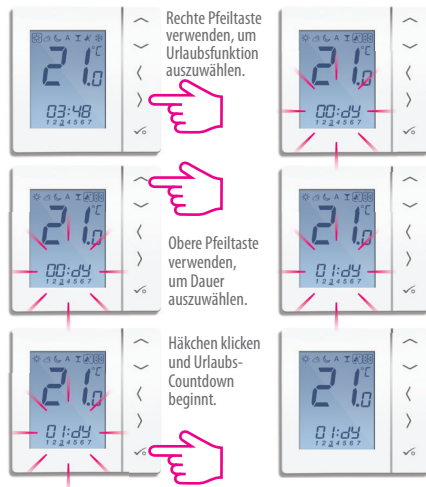 Rechte Pfeiltaste
verwenden, um
Urlaubsfunktion
auszuwählen.
A
21.0 °C
03:48
1 2 3 4 5 6 7
A
21.0 °C
00:dY
1 2 3 4 5 6 7
A
21.0 °C
00:dY
1 2 3 4 5 6 7
Obere Pfeiltaste
verwenden,
um Dauer
auszuwählen.
A
21.0 °C
01:dY
1 2 3 4 5 6 7
A
21.0 °C
01:dY
1 2 3 4 5 6 7
Häkchen klicken
und Urlaubs-
Countdown
beginnt.
A
21.0 °C
01:dY
1 2 3 4 5 6 7